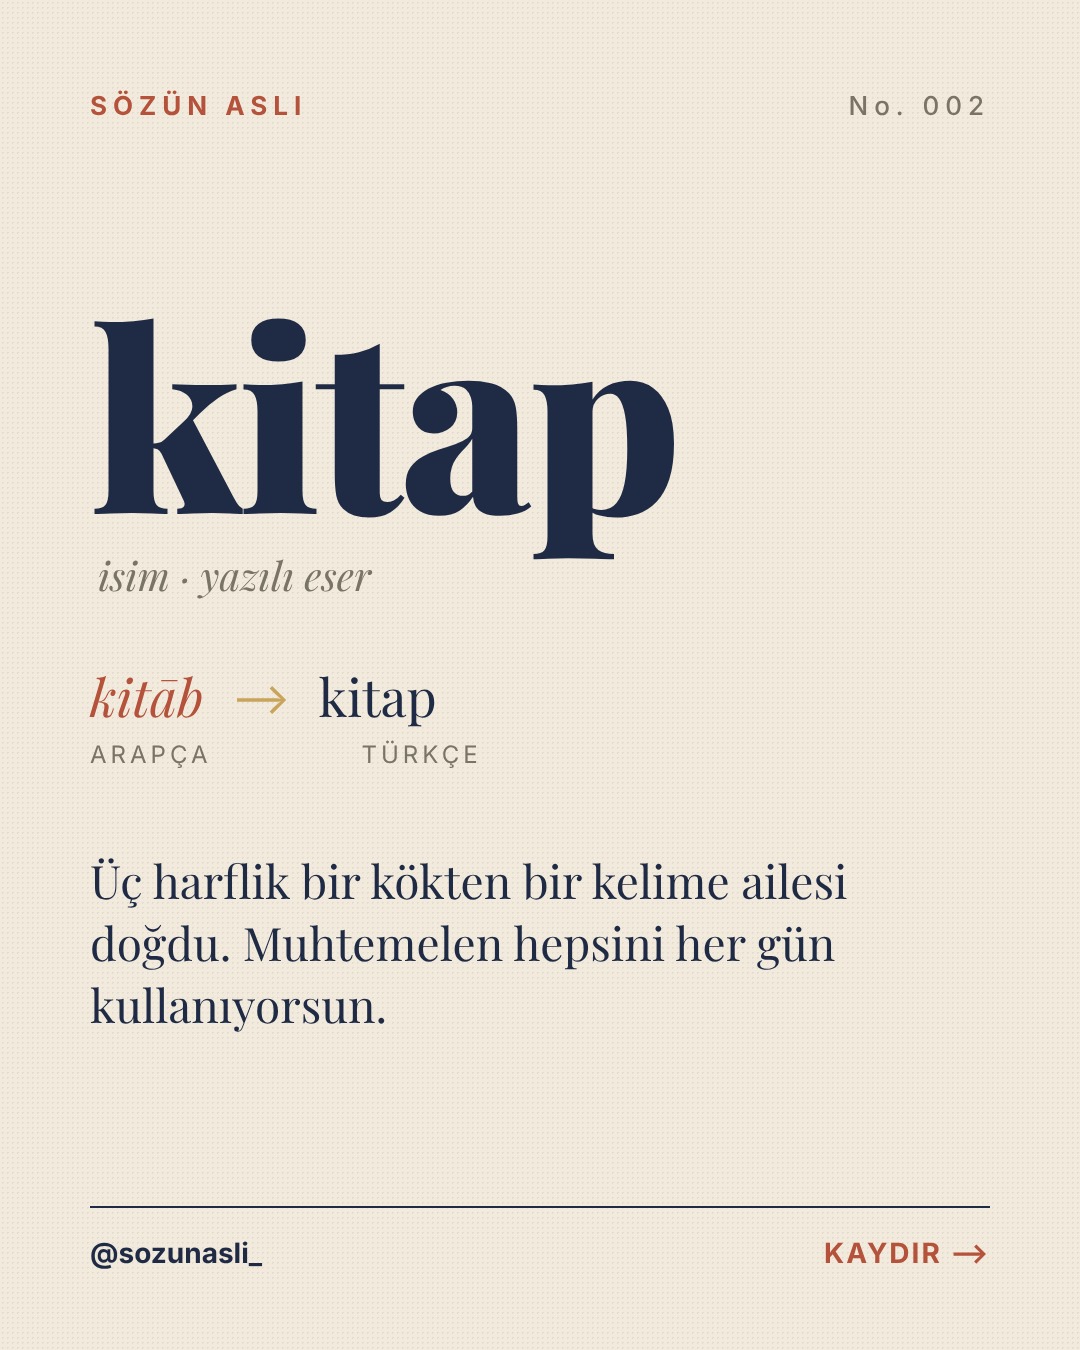 SÖZÜN ASLI
No. 002
kitap
isim · yazılı eser
kitāb → kitap
ARAPÇA TÜRKÇE
Üç harflik bir kökten bir kelime ailesi
doğdu. Muhtemelen hepsini her gün
kullanıyorsun.
@sozunasli_
KAYDIR →